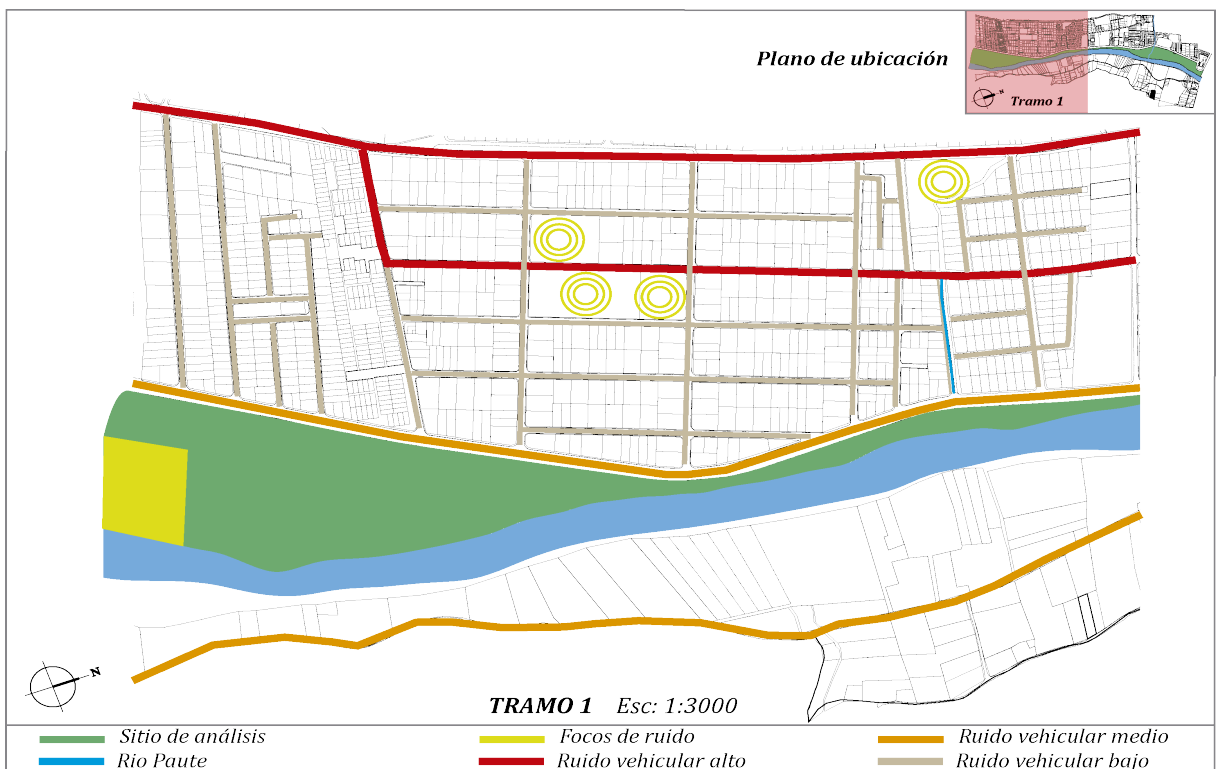 Plano de ubicación
N
Tramo 1
N
TRAMO 1 Esc: 1:3000
Sitio de análisis
Focos de ruido
Ruido vehicular medio
Rio Paute
Ruido vehicular alto
Ruido vehicular bajo